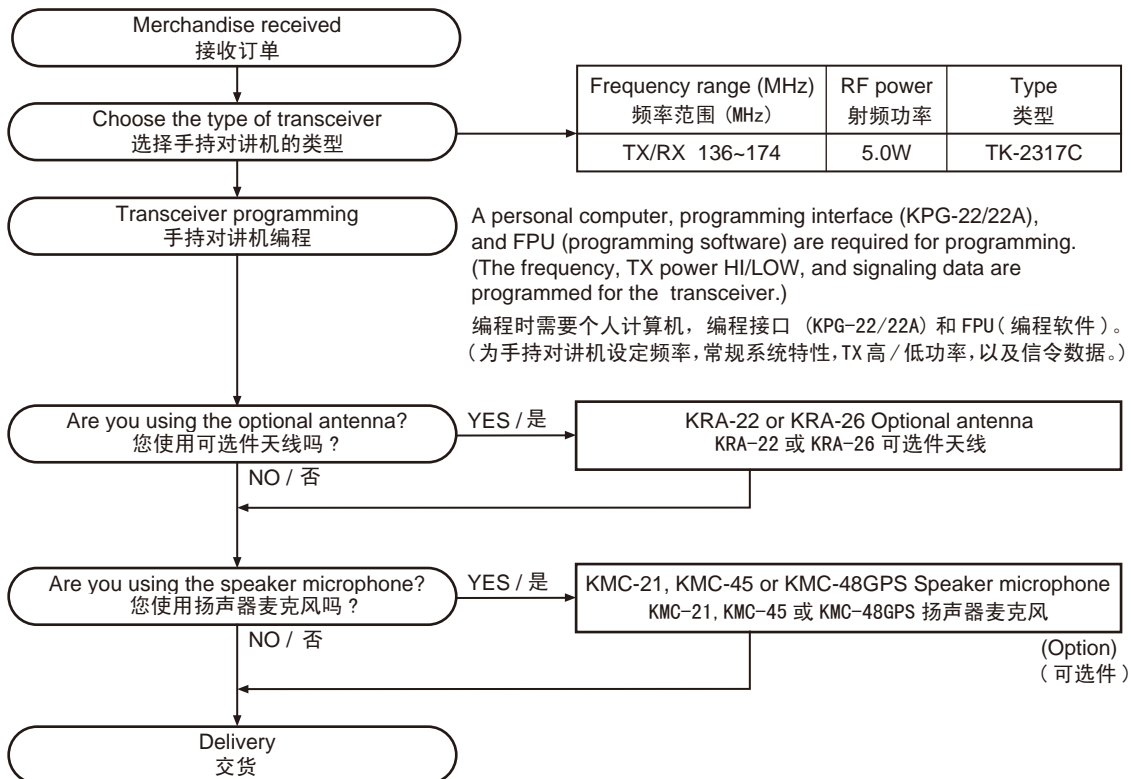 Merchandise received
接收订单
Choose the type of transceiver
选择手持对讲机的类型
Frequency range (MHz) RF power Type
频率范围 (MHz) 射频功率 类型
TX/RX 136~174 5.0W TK-2317C
Transceiver programming
手持对讲机编程
A personal computer, programming interface (KPG-22/22A),
and FPU (programming software) are required for programming.
(The frequency, TX power HI/LOW, and signaling data are
programmed for the transceiver.)
编程时需要个人计算机，编程接口 (KPG-22/22A) 和 FPU( 编程软件 )。
(为手持对讲机设定频率，常规系统特性，TX 高 / 低功率，以及信令数据。)
Are you using the optional antenna?
您使用可选件天线吗 ?
YES / 是
KRA-22 or KRA-26 Optional antenna
KRA-22 或 KRA-26 可选件天线
NO / 否
Are you using the speaker microphone?
您使用扬声器麦克风吗 ?
YES / 是
KMC-21, KMC-45 or KMC-48GPS Speaker microphone
KMC-21, KMC-45 或 KMC-48GPS 扬声器麦克风
NO / 否
(Option)
( 可选件 )
Delivery
交货